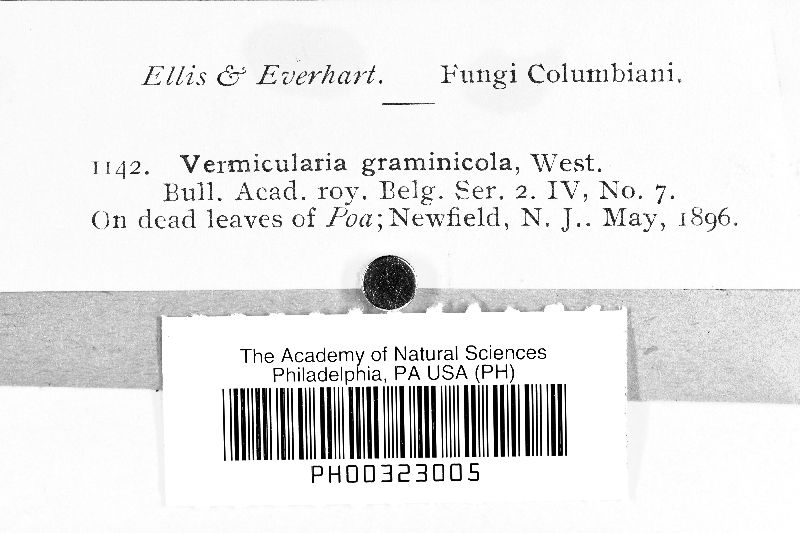 Ellis & Everhart. Fungi Columbiani.
1142. Vermicularia graminicola, West.
Bull. Acad. roy. Belg. Ser. 2. IV, No. 7.
On dead leaves of Poa; Newfield, N. J.. May, 1896.
The Academy of Natural Sciences
Philadelphia, PA USA (PH)
PH00323005